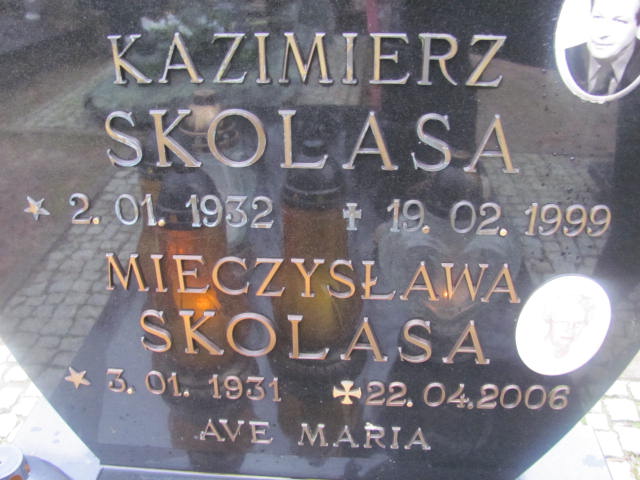 KAZIMIERZ
SKOLASA
2. 01. 1932 19. 02. 1999
MIECZYSŁAWA
SKOLASA
3. 01. 1931 22. 04. 2006
AVE MARIA